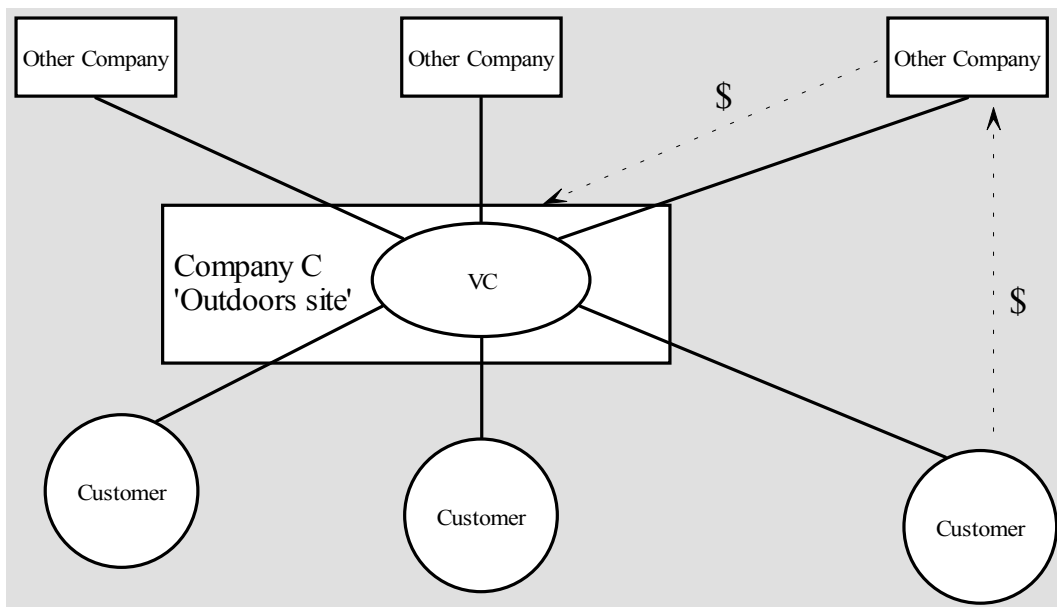 Other Company
Other Company
Other Company
$
Company C
'Outdoors site'
VC
$
Customer
Customer
Customer